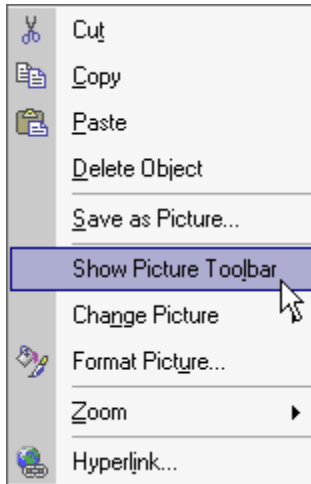 Cut
Copy
Paste
Delete Object
Save as Picture...
Show Picture Toolbar
Change Picture
Format Picture...
Zoom
Hyperlink...